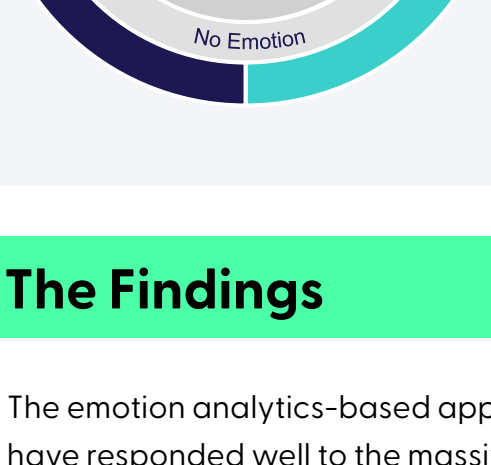 No Emotion
The Findings
The emotion analytics-based app
have responded well to the massi